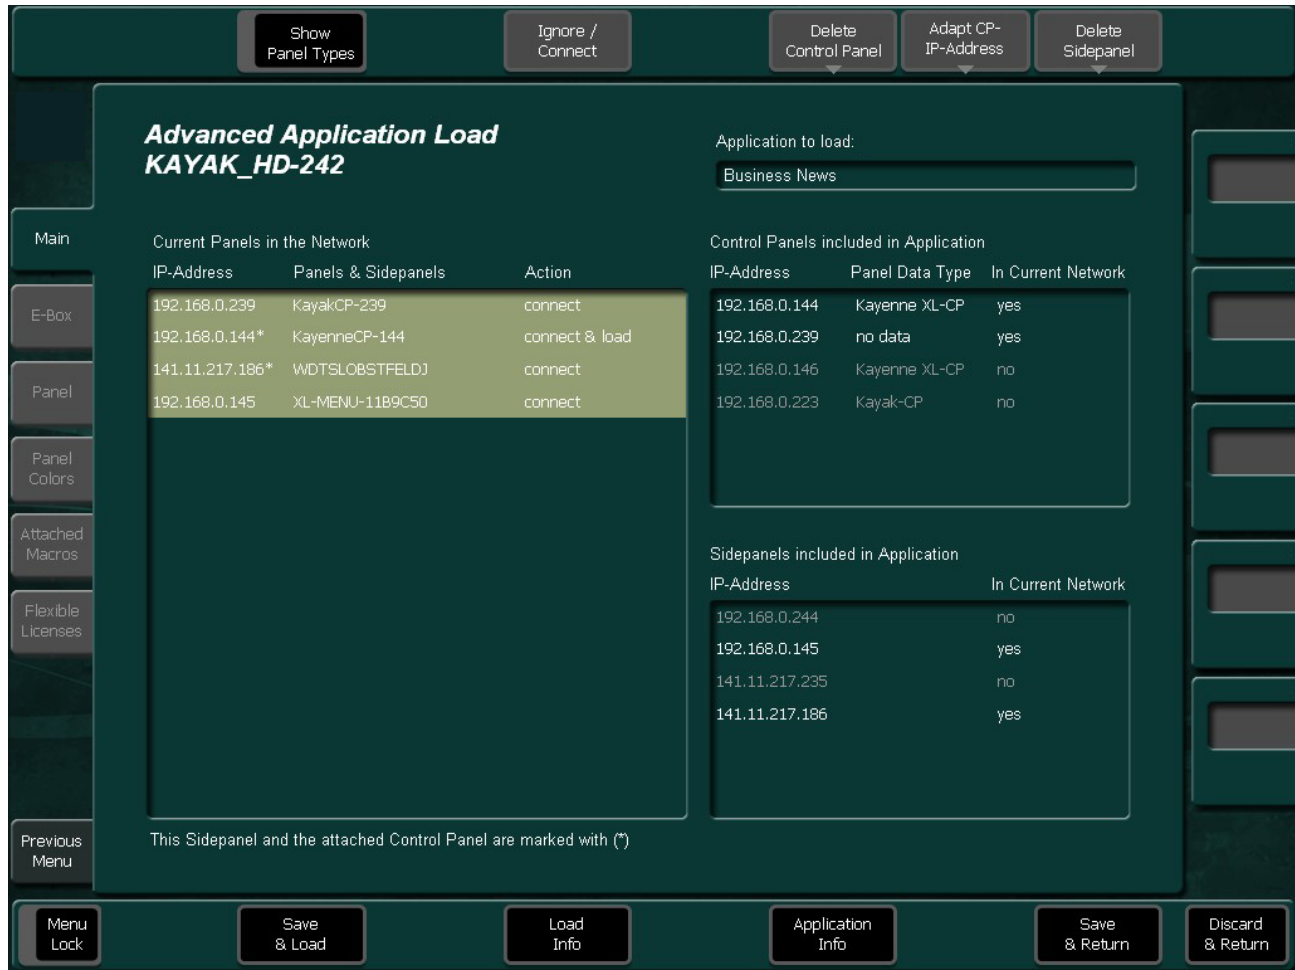 Show
Panel Types
Ignore /
Connect
Delete
Control Panel
Adapt CP-
IP-Address
Delete
Sidepanel
Advanced Application Load
KAYAK_HD-242
Application to load:
Business News
Main
E-Box
Panel
Panel
Colors
Attached
Macros
Flexible
Licenses
Previous
Menu
Current Panels in the Network
IP-Address Panels & Sidepanels Action
192.168.0.239 KayakCP-239 connect
192.168.0.144* KayenneCP-144 connect & load
141.11.217.186* WDTSLOBSTFELDJ connect
192.168.0.145 XL-MENU-11B9C50 connect
This Sidepanel and the attached Control Panel are marked with (*)
Control Panels included in Application
IP-Address Panel Data Type In Current Network
192.168.0.144 Kayenne XL-CP yes
192.168.0.239 no data yes
192.168.0.146 Kayenne XL-CP no
192.168.0.223 Kayak-CP no
Sidepanels included in Application
IP-Address In Current Network
192.168.0.244 no
192.168.0.145 yes
141.11.217.235 no
141.11.217.186 yes
Menu
Lock
Save
& Load
Load
Info
Application
Info
Save
& Return
Discard
& Return